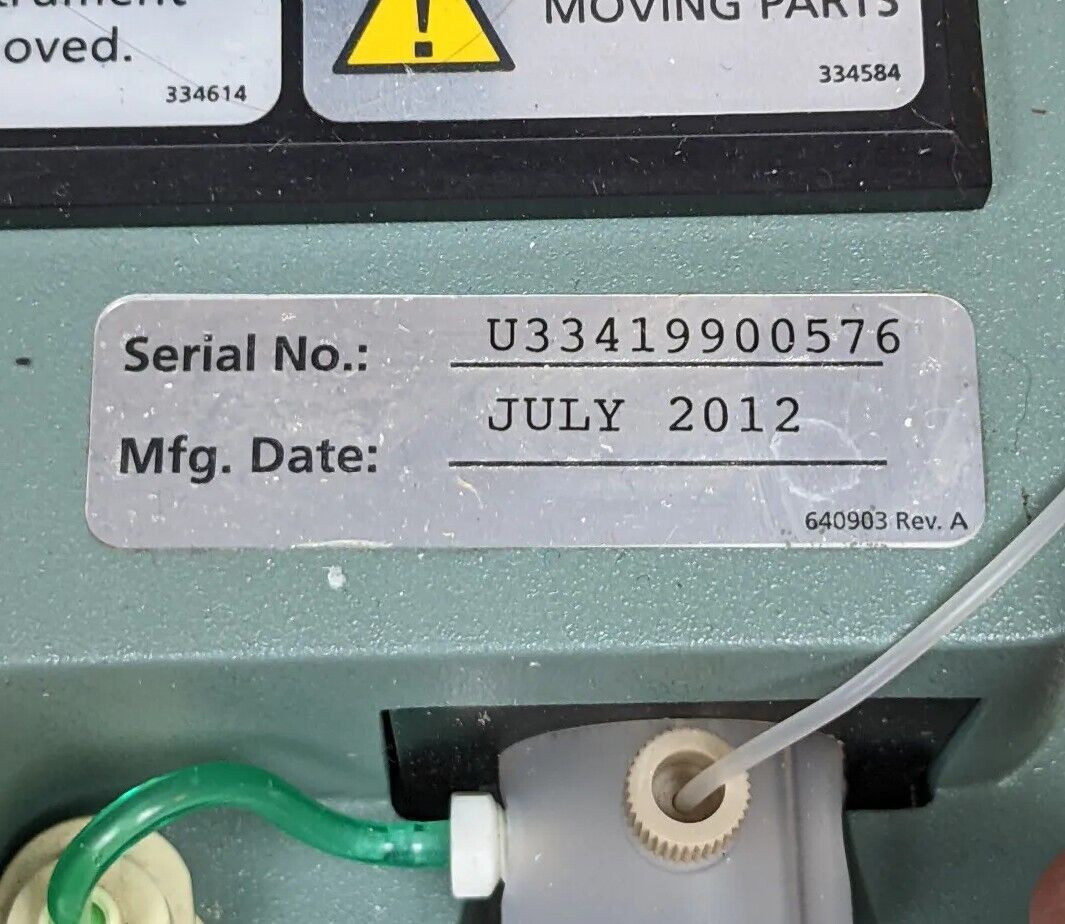 oved.
334614
MOVING PARTS
334584
Serial No.: U33419900576
Mfg. Date: JULY 2012
640903 Rev. A